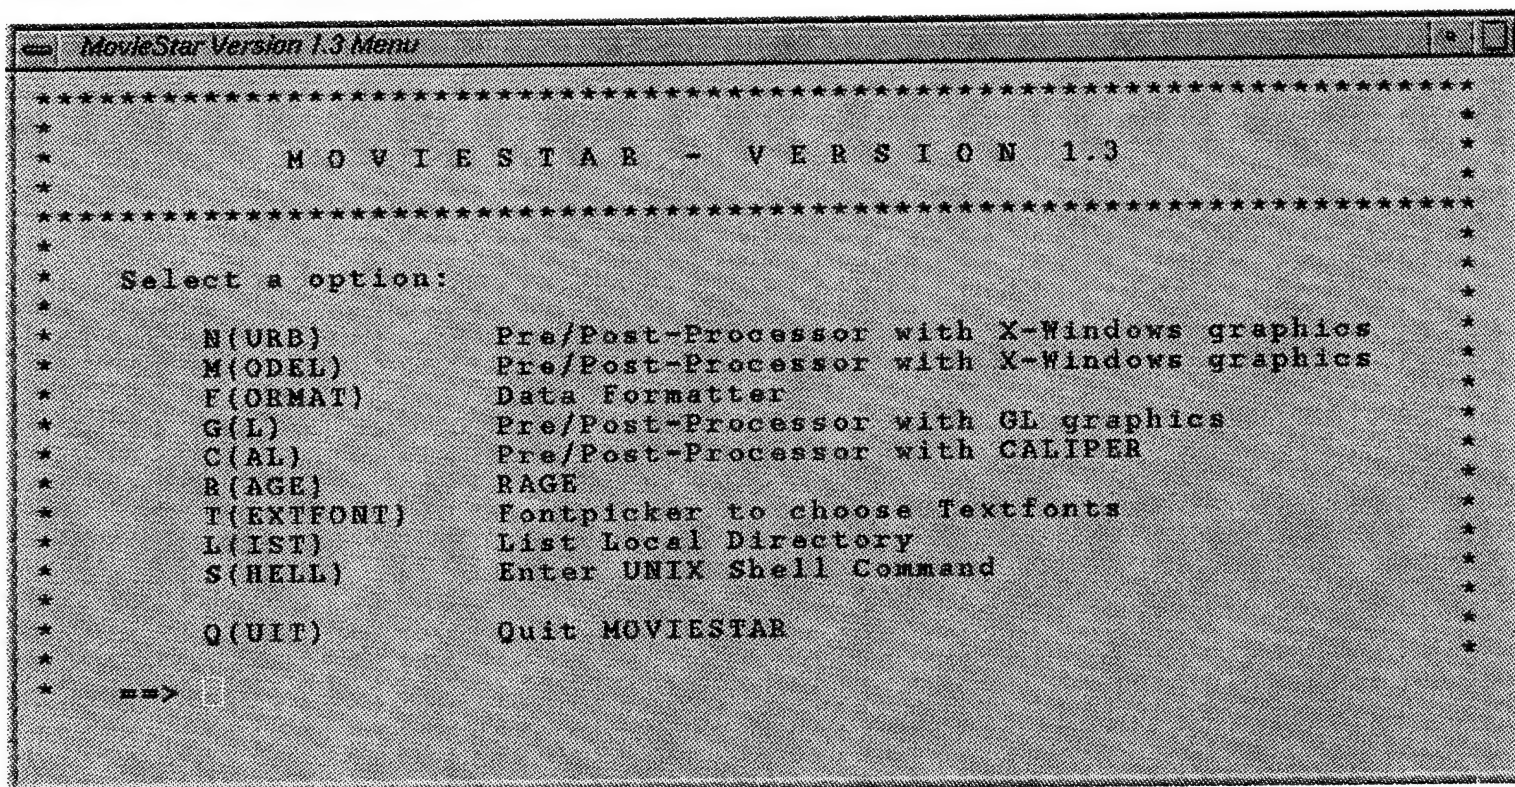 MovieStar Version 1.3 Menu
*********************************************************************
*                                                                   *
*           M O V I E S T A R  -  V E R S I O N  1.3                *
*                                                                   *
*********************************************************************
*                                                                   *
*   Select a option:                                                *
*                                                                   *
*       N(URB)        Pre/Post-Processor with X-Windows graphics    *
*       M(ODEL)       Pre/Post-Processor with X-Windows graphics    *
*       F(ORMAT)      Data Formatter                                *
*       G(L)          Pre/Post-Processor with GL graphics           *
*       C(AL)         Pre/Post-Processor with CALIPER               *
*       R(AGE)        RAGE                                          *
*       T(EXTFONT)    Fontpicker to choose Textfonts                *
*       L(IST)        List Local Directory                          *
*       S(HELL)       Enter UNIX Shell Command                      *
*                                                                   *
*       Q(UIT)        Quit MOVIESTAR                                *
*                                                                   *
*   ==>